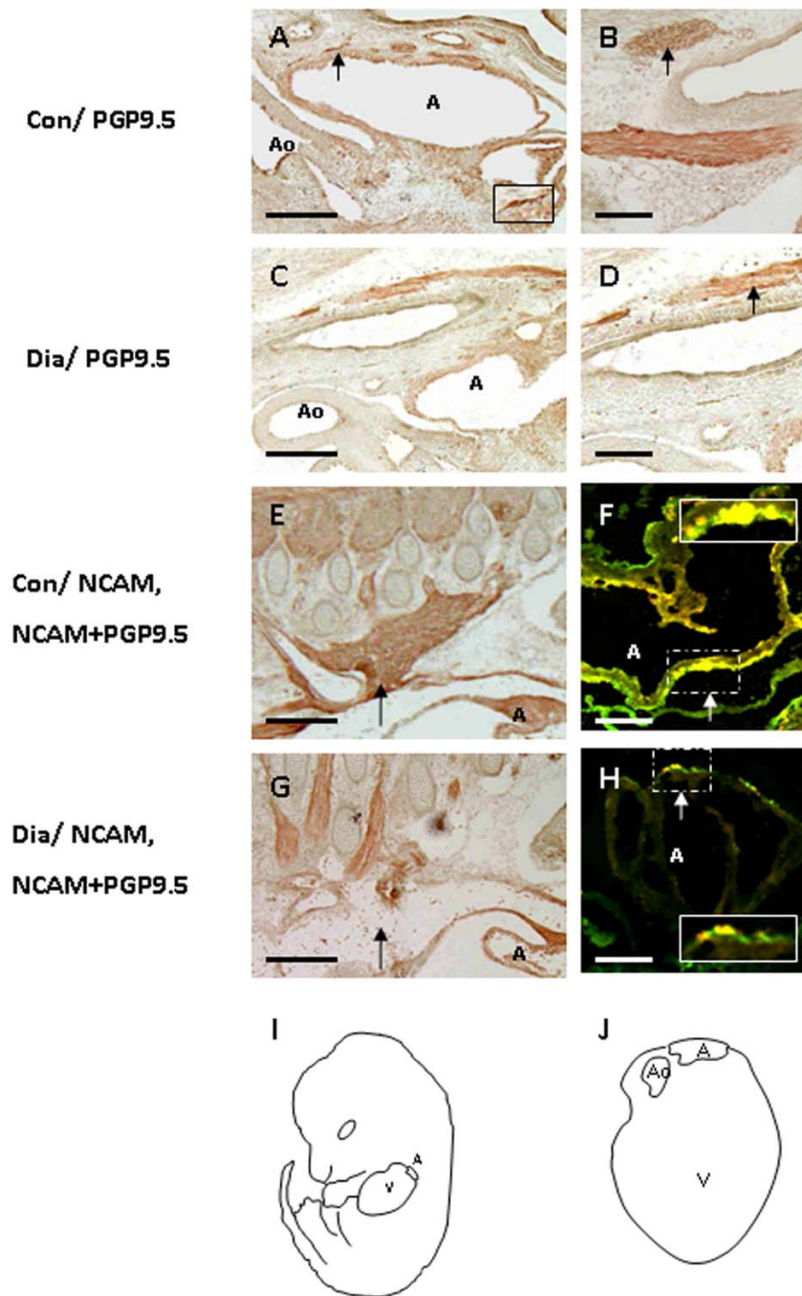 A
B
Con/ PGP9.5
A
Ao
C
D
Dia/ PGP9.5
A
Ao
E
F
Con/ NCAM,
NCAM+PGP9.5
A
A
G
H
Dia/ NCAM,
NCAM+PGP9.5
A
A
I
J
A
V
A
Ao
V